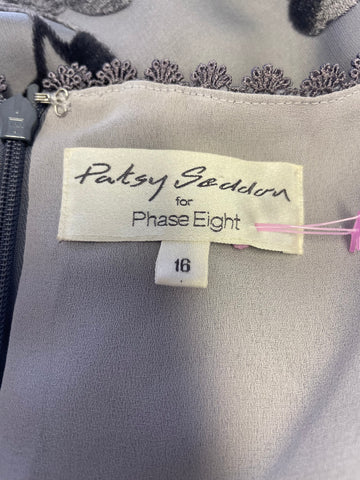 Patsy Seddon
for
Phase Eight
16